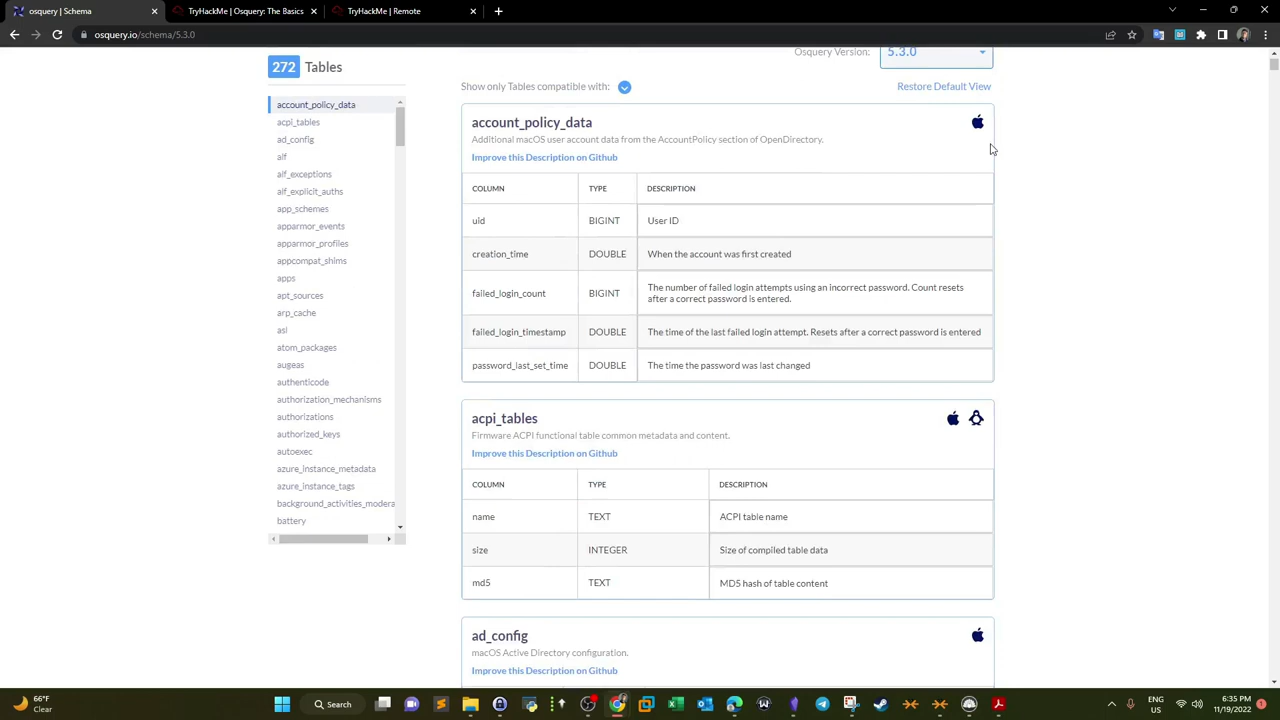 osquery | Schema
TryHackMe | Osquery: The Basics
TryHackMe | Remote
osquery.io/schema/5.3.0
272 Tables
Osquery Version: 5.3.0
Show only Tables compatible with:
Restore Default View
account_policy_data
acpi_tables
ad_config
alf
alf_exceptions
alf_explicit_auths
app_schemes
apparmor_events
apparmor_profiles
appcompat_shims
apps
apt_sources
arp_cache
asl
atom_packages
augeas
authenticode
authorization_mechanisms
authorizations
authorized_keys
autoexec
azure_instance_metadata
azure_instance_tags
background_activities_modera
battery
account_policy_data
Additional macOS user account data from the AccountPolicy section of OpenDirectory.
Improve this Description on Github
COLUMN TYPE DESCRIPTION
uid BIGINT User ID
creation_time DOUBLE When the account was first created
failed_login_count BIGINT The number of failed login attempts using an incorrect password. Count resets
after a correct password is entered.
failed_login_timestamp DOUBLE The time of the last failed login attempt. Resets after a correct password is entered
password_last_set_time DOUBLE The time the password was last changed
acpi_tables
Firmware ACPI functional table common metadata and content.
Improve this Description on Github
COLUMN TYPE DESCRIPTION
name TEXT ACPI table name
size INTEGER Size of compiled table data
md5 TEXT MD5 hash of table content
ad_config
macOS Active Directory configuration.
Improve this Description on Github
66°F
Clear
Search
ENG
US
6:35 PM
11/19/2022